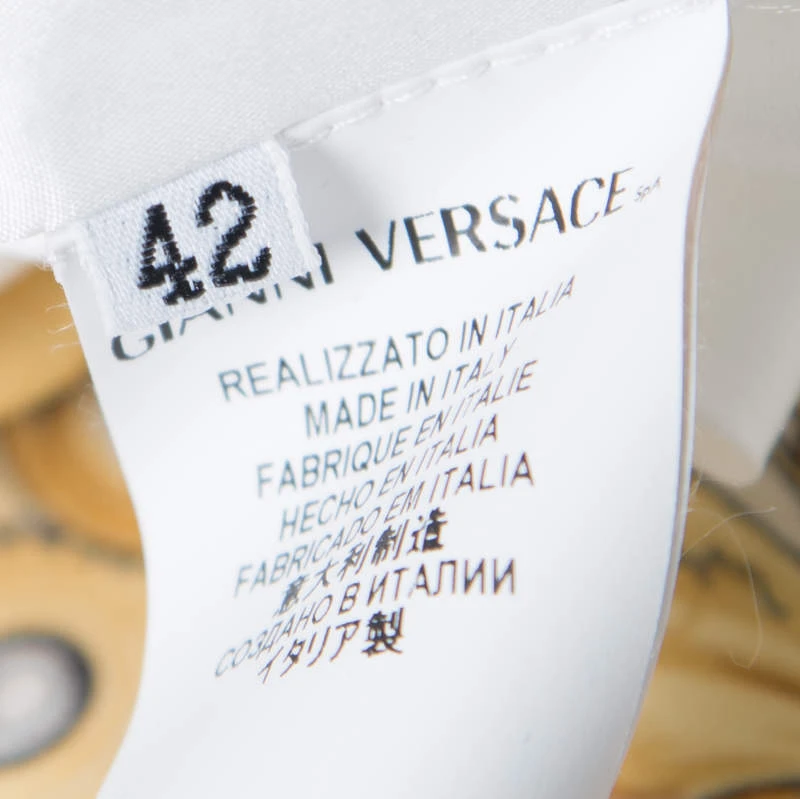 42
GIANNI VERSACE SpA
REALIZZATO IN ITALIA
MADE IN ITALY
FABRIQUE EN ITALIE
HECHO EN ITALIA
FABRICADO EM ITALIA
意大利制造
СОЗДАНО В ИТАЛИИ
イタリア製